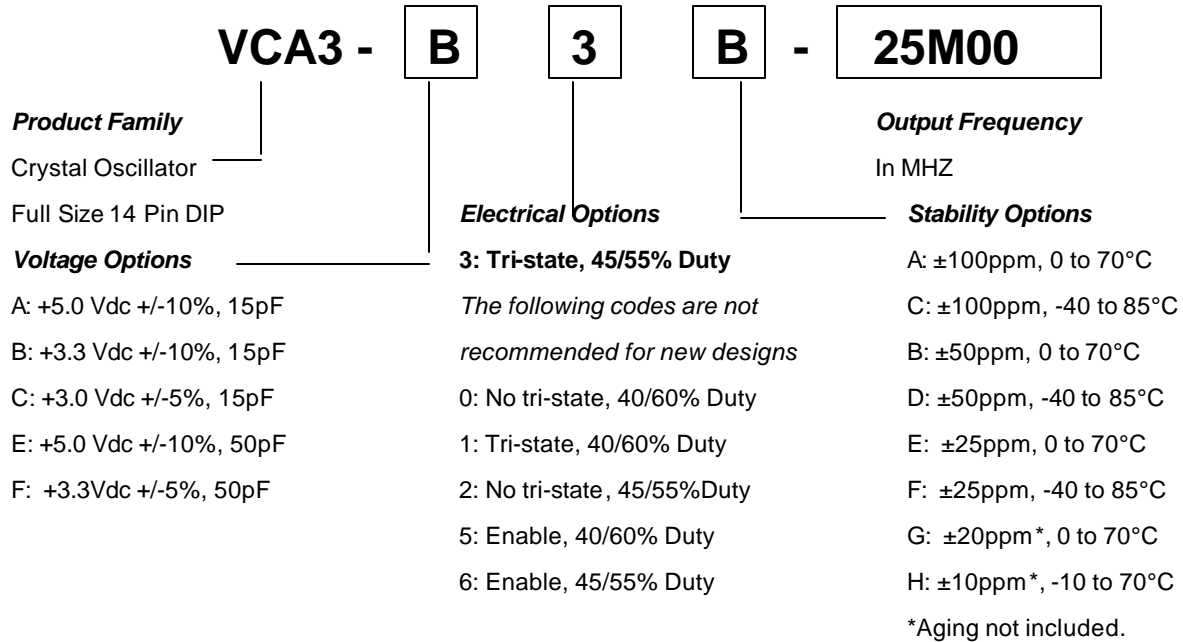 VCA3 - B 3 B - 25M00
Product Family
Crystal Oscillator
Full Size 14 Pin DIP
Voltage Options
A: +5.0 Vdc +/-10%, 15pF
B: +3.3 Vdc +/-10%, 15pF
C: +3.0 Vdc +/-5%, 15pF
E: +5.0 Vdc +/-10%, 50pF
F: +3.3Vdc +/-5%, 50pF
Electrical Options
3: Tri-state, 45/55% Duty
The following codes are not
recommended for new designs
0: No tri-state, 40/60% Duty
1: Tri-state, 40/60% Duty
2: No tri-state, 45/55%Duty
5: Enable, 40/60% Duty
6: Enable, 45/55% Duty
Output Frequency
In MHZ
Stability Options
A: ±100ppm, 0 to 70°C
C: ±100ppm, -40 to 85°C
B: ±50ppm, 0 to 70°C
D: ±50ppm, -40 to 85°C
E: ±25ppm, 0 to 70°C
F: ±25ppm, -40 to 85°C
G: ±20ppm*, 0 to 70°C
H: ±10ppm*, -10 to 70°C
*Aging not included.